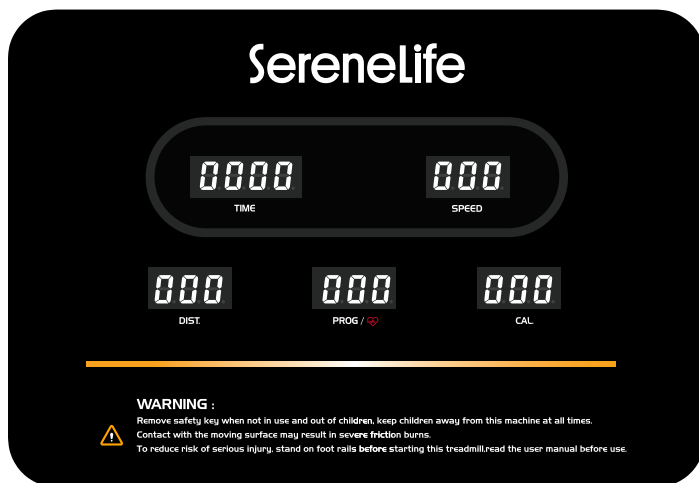 SereneLife
0000 000
TIME SPEED
000 000 000
DIST. PROG / CAL
WARNING :
Remove safety key when not in use and out of children, keep children away from this machine at all times.
Contact with the moving surface may result in severe friction burns.
To reduce risk of serious injury, stand on foot rails before starting this treadmill,read the user manual before use.